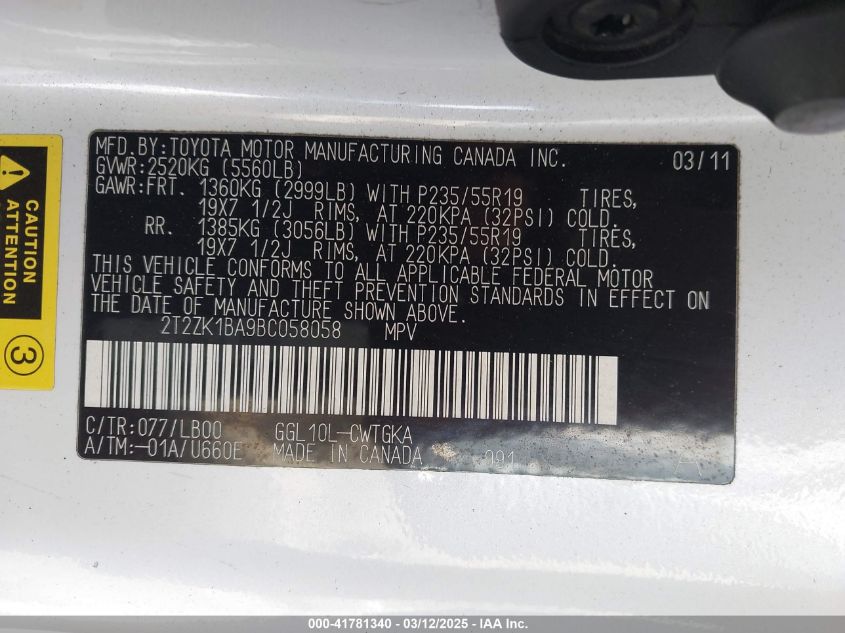 CAUTION
ATTENTION
3
MFD.BY:TOYOTA MOTOR MANUFACTURING CANADA INC. 03/11
GVWR:2520KG (5560LB)
GAWR:FRT. 1360KG (2999LB) WITH P235/55R19 TIRES,
19X7 1/2J RIMS, AT 220KPA (32PSI) COLD.
RR. 1385KG (3056LB) WITH P235/55R19 TIRES,
19X7 1/2J RIMS, AT 220KPA (32PSI) COLD.
THIS VEHICLE CONFORMS TO ALL APPLICABLE FEDERAL MOTOR
VEHICLE SAFETY AND THEFT PREVENTION STANDARDS IN EFFECT ON
THE DATE OF MANUFACTURE SHOWN ABOVE.
2T2ZK1BA9BC058058 MPV
C/TR:077/LB00 GGL10L-CWTGKA
A/TM:-01A/U660E MADE IN CANADA 091 A
000-41781340 - 03/12/2025 - IAA Inc.